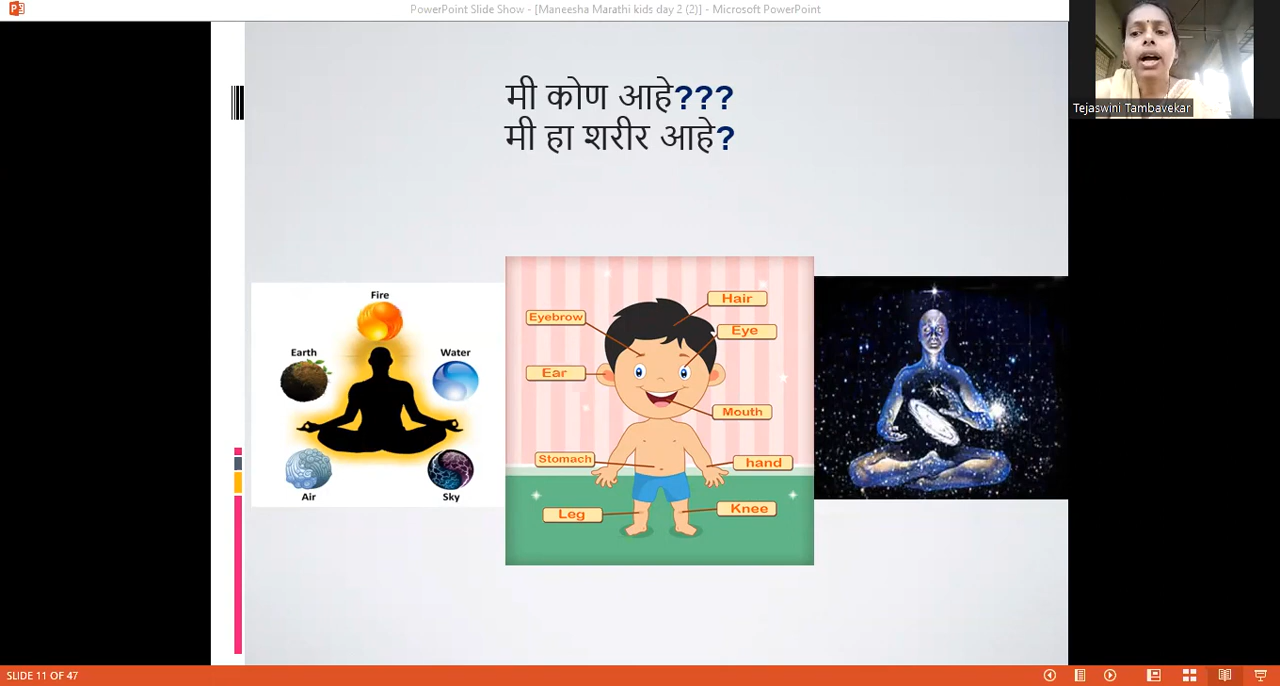 PowerPoint Slide Show - [Maneesha Marathi kids day 2 (2)] - Microsoft PowerPoint
Tejaswini Tambavekar
मी कोण आहे???
मी हा शरीर आहे?
Fire
Earth
Water
Air
Sky
Hair
Eyebrow
Eye
Ear
Mouth
Stomach
hand
Leg
Knee
SLIDE 11 OF 47